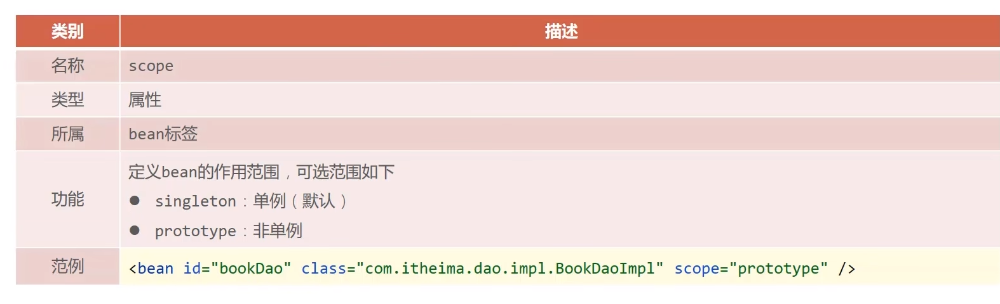 类别 描述
名称 scope
类型 属性
所属 bean标签
功能
定义bean的作用范围，可选范围如下
● singleton：单例（默认）
● prototype：非单例
范例 <bean id="bookDao" class="com.itheima.dao.impl.BookDaoImpl" scope="prototype" />